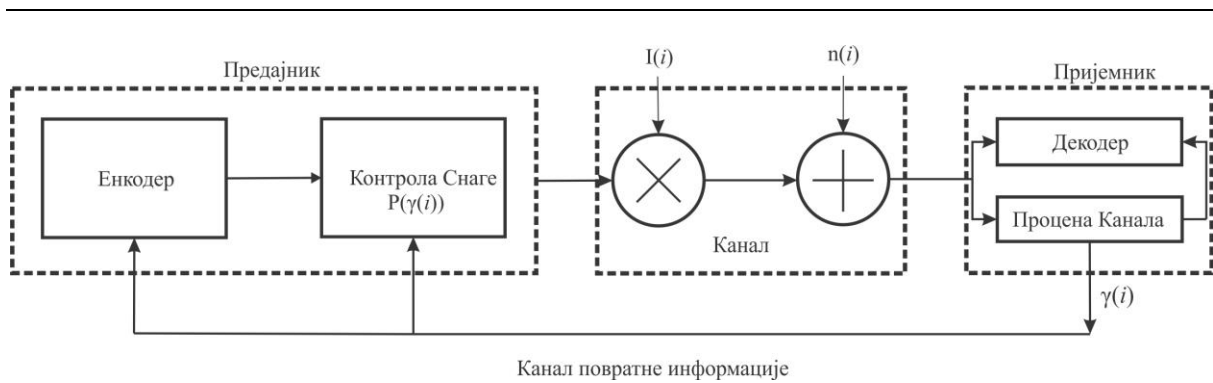 Предајник
I(i)
n(i)
Пријемник
Енкодер
Контрола Снаге
P(γ(i))
Канал
Декодер
Процена Канала
γ(i)
Канал повратне информације